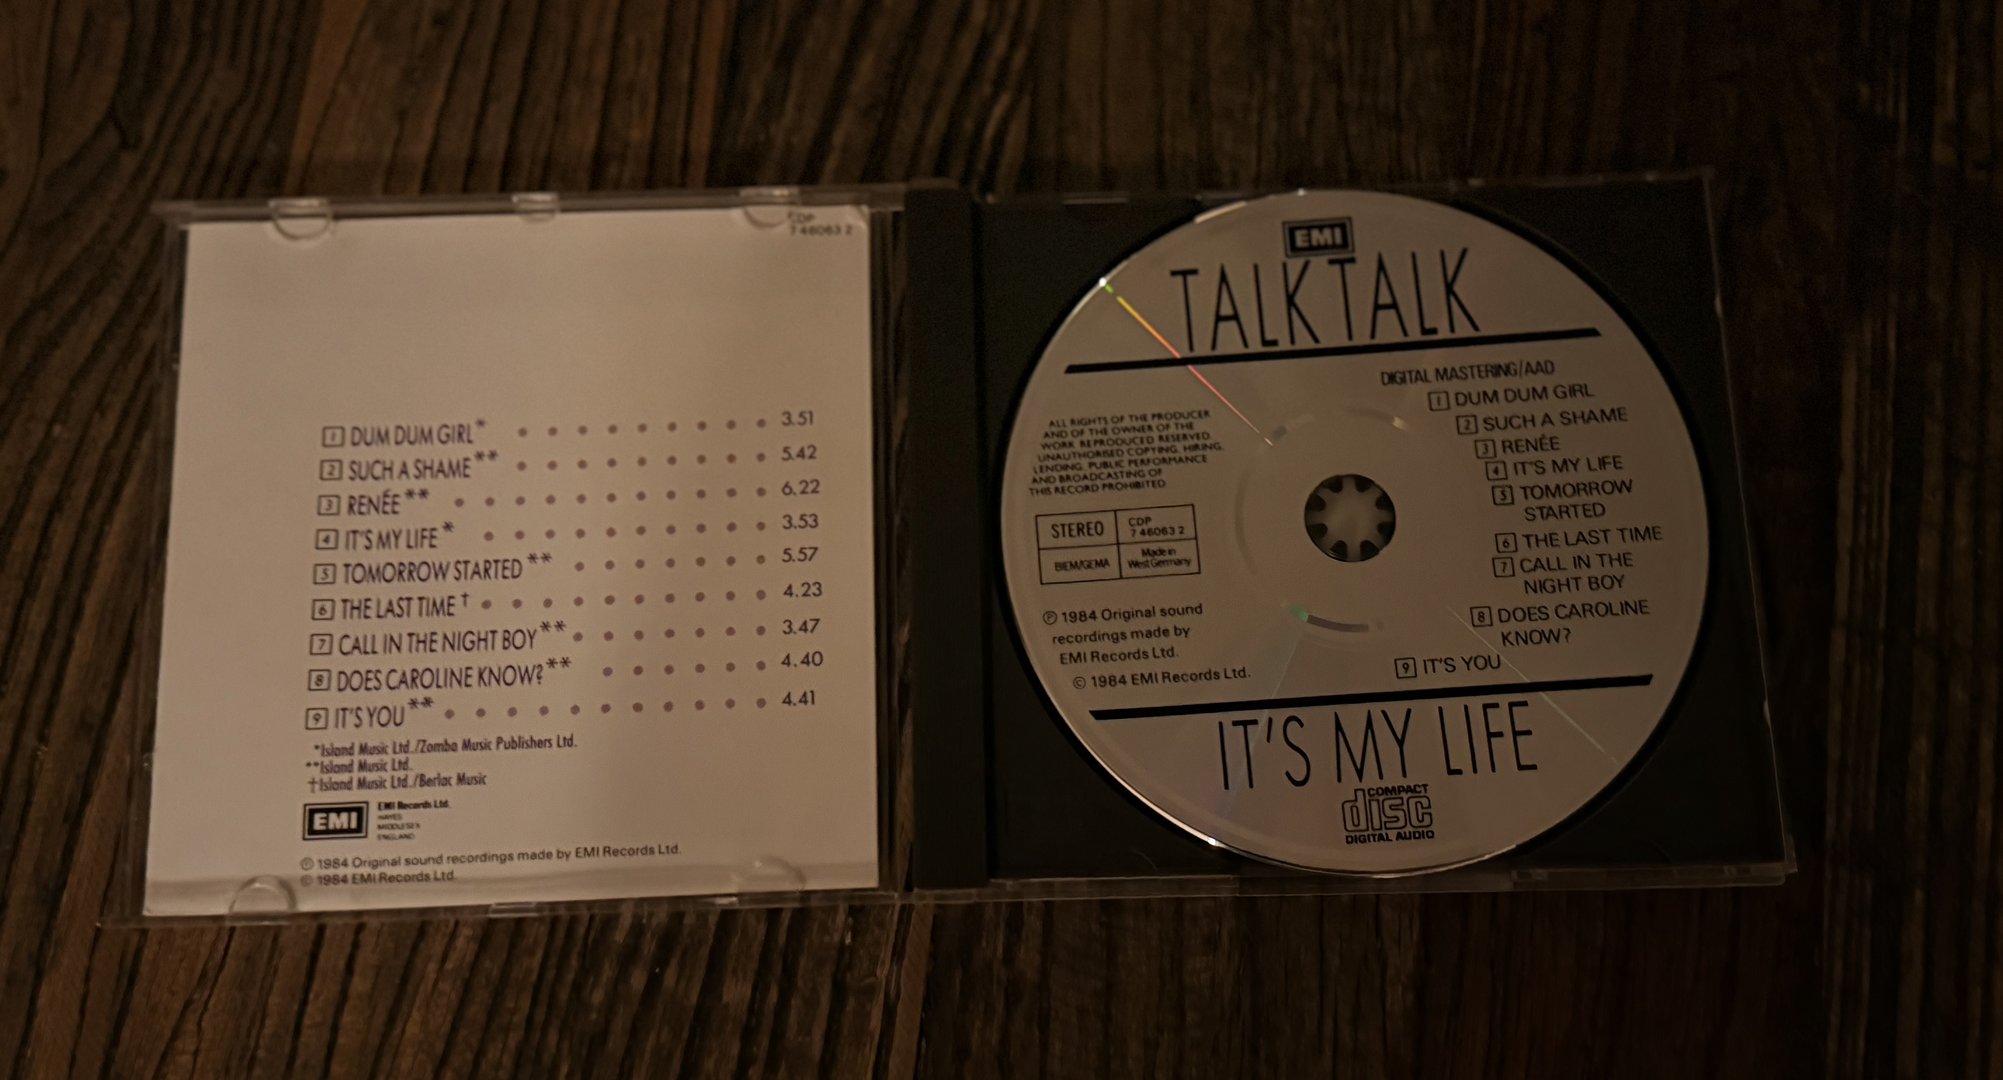 CDP
7 46063 2
1 DUM DUM GIRL* 3.51
2 SUCH A SHAME** 5.42
3 RENÉE** 6.22
4 IT'S MY LIFE* 3.53
5 TOMORROW STARTED** 5.57
6 THE LAST TIME† 4.23
7 CALL IN THE NIGHT BOY** 3.47
8 DOES CAROLINE KNOW?** 4.40
9 IT'S YOU** 4.41
*Island Music Ltd./Zomba Music Publishers Ltd.
**Island Music Ltd.
†Island Music Ltd./Berlac Music
EMI
EMI Records Ltd.
HAYES
MIDDLESEX
ENGLAND
℗ 1984 Original sound recordings made by EMI Records Ltd.
© 1984 EMI Records Ltd.
EMI
TALK TALK
DIGITAL MASTERING/AAD
1 DUM DUM GIRL
2 SUCH A SHAME
3 RENÉE
4 IT'S MY LIFE
5 TOMORROW
STARTED
6 THE LAST TIME
7 CALL IN THE
NIGHT BOY
8 DOES CAROLINE
KNOW?
9 IT'S YOU
ALL RIGHTS OF THE PRODUCER
AND OF THE OWNER OF THE
WORK REPRODUCED RESERVED.
UNAUTHORISED COPYING, HIRING,
LENDING, PUBLIC PERFORMANCE
AND BROADCASTING OF
THIS RECORD PROHIBITED
STEREO
CDP
7 46063 2
BIEM/GEMA
Made in
West Germany
℗ 1984 Original sound
recordings made by
EMI Records Ltd.
© 1984 EMI Records Ltd.
IT'S MY LIFE
COMPACT
disc
DIGITAL AUDIO